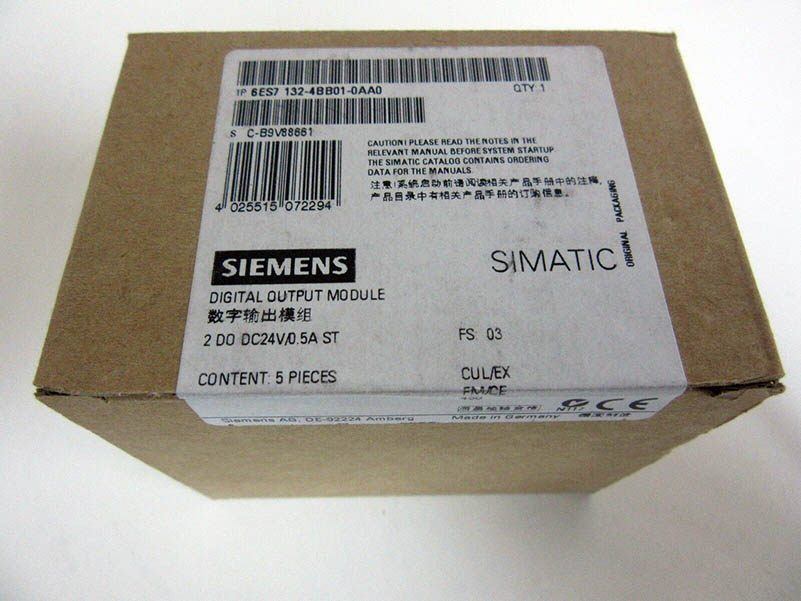 1P 6ES7 132-4BB01-0AA0
QTY: 1
S C-B9V88661
CAUTION! PLEASE READ THE NOTES IN THE
RELEVANT MANUAL BEFORE SYSTEM STARTUP
THE SIMATIC CATALOG CONTAINS ORDERING
DATA FOR THE MANUALS.
注意!系统启动前请阅读相关产品手册中的注释,
产品目录中有相关产品手册的订购信息.
4 025515 072294
ORIGINAL PACKAGING
SIEMENS
SIMATIC
DIGITAL OUTPUT MODULE
数字输出模组
2 DO DC24V/0.5A ST
FS: 03
CONTENT: 5 PIECES
CUL/EX
FM/CE
N117
CE
Siemens AG, DE-92224 Amberg
Made in Germany